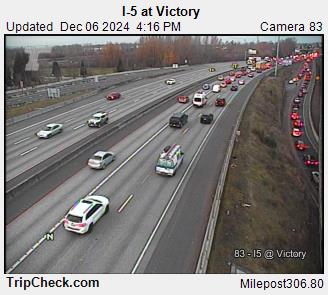 I-5 at Victory
Updated  Dec 06 2024  4:16 PM
Camera 83
N
83 - I5 @ Victory
TripCheck.com
Milepost306.80